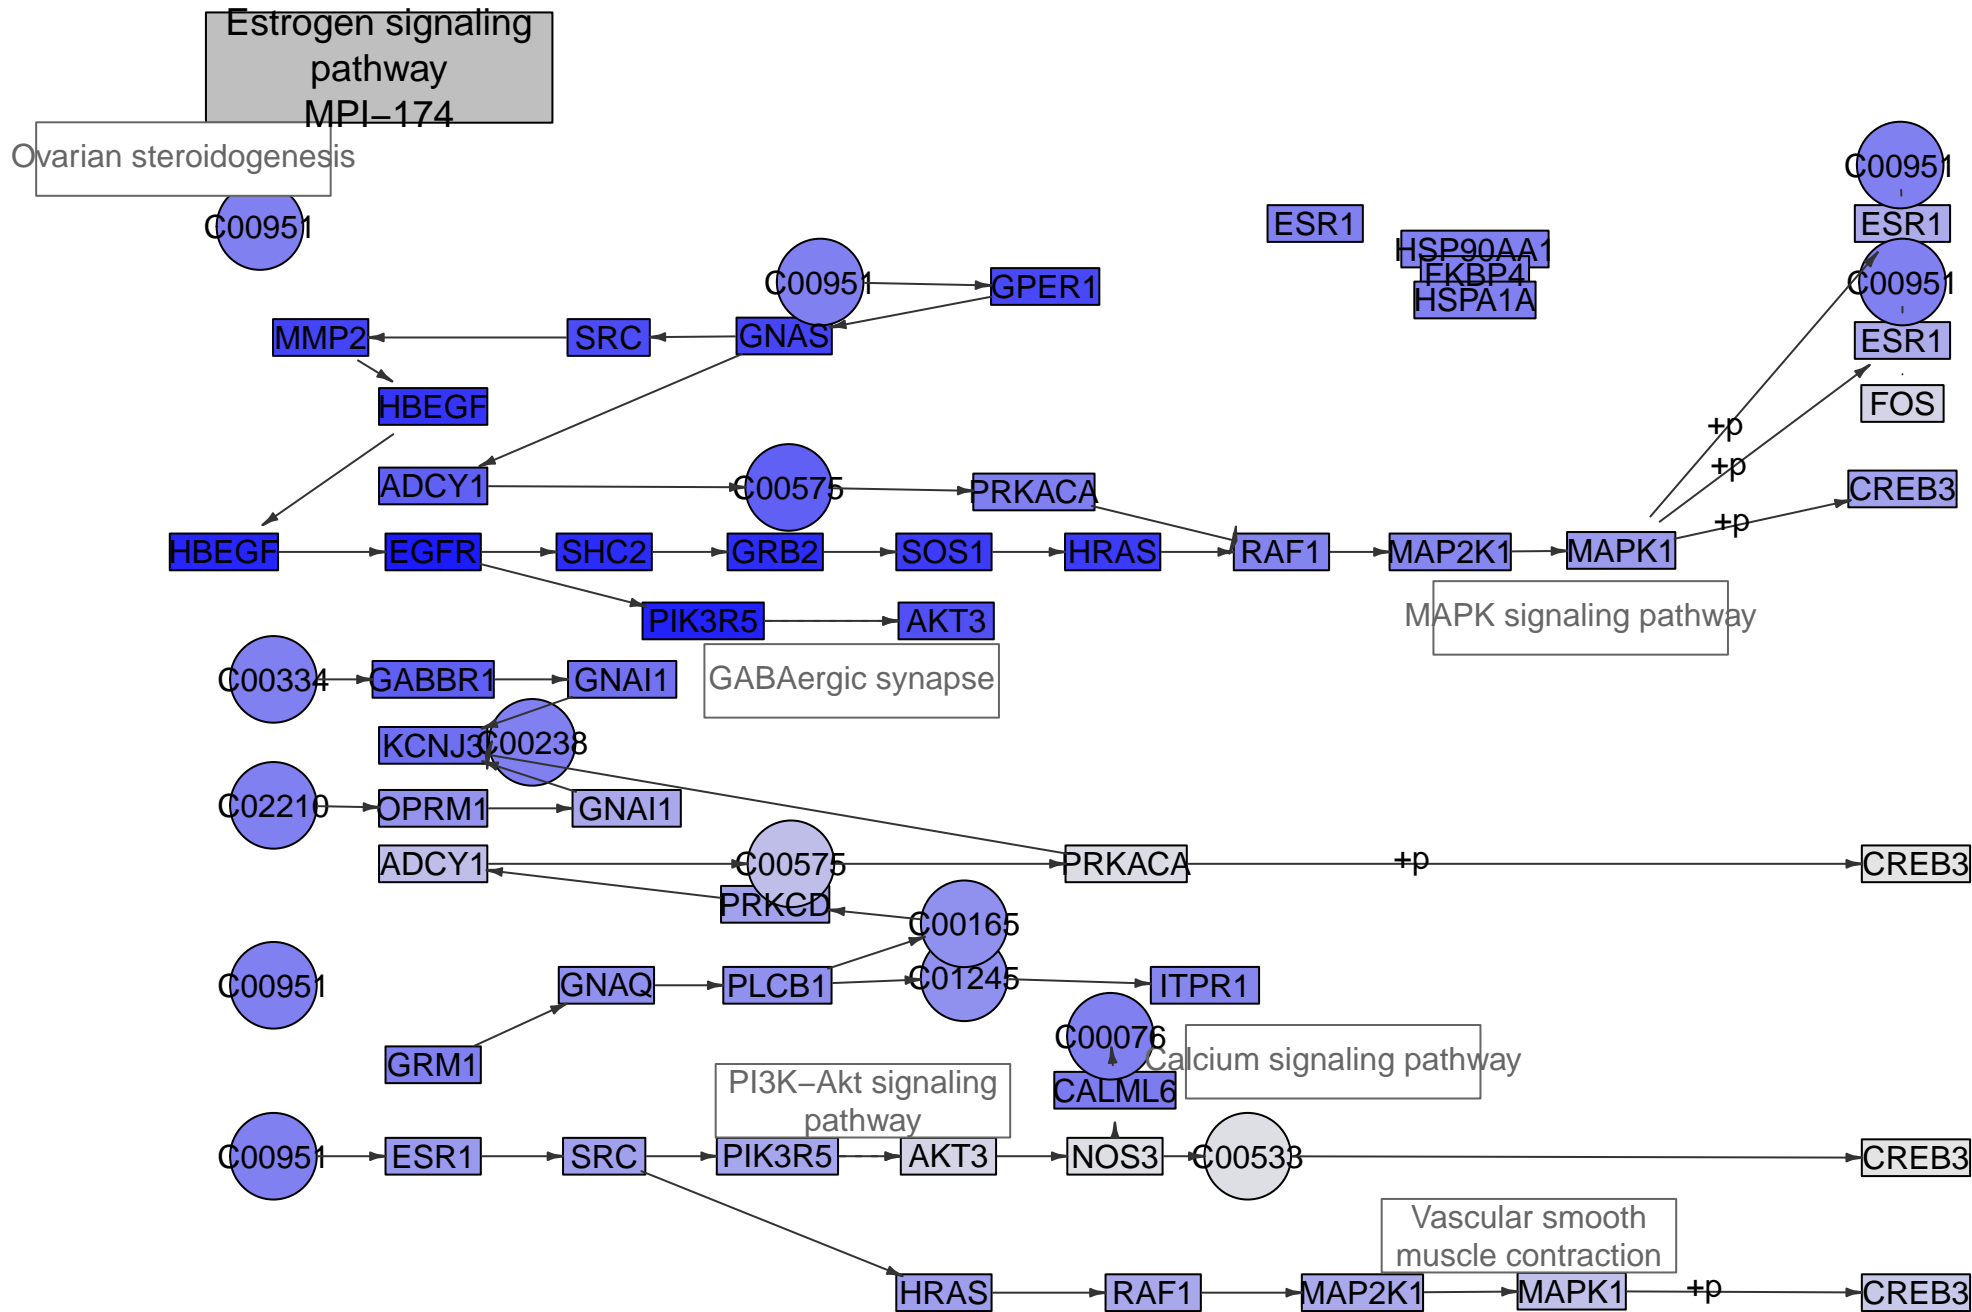 Estrogen signaling
pathway
MPI−174
Ovarian steroidogenesis
C00951
C00951
ESR1
ESR1
C00951
HSP90AA1
FKBP4
HSPA1A
C00951
GPER1
C00951
MMP2
SRC
GNAS
ESR1
HBEGF
FOS
+p
+p
ADCY1
C00575
PRKACA
CREB3
+p
HBEGF
EGFR
SHC2
GRB2
SOS1
HRAS
RAF1
MAP2K1
MAPK1
PIK3R5
AKT3
MAPK signaling pathway
C00334
GABBR1
GNAI1
GABAergic synapse
KCNJ3
C00238
C02210
OPRM1
GNAI1
ADCY1
C00575
PRKACA
+p
CREB3
PRKCD
C00165
C00951
GNAQ
PLCB1
C01245
ITPR1
C00076
Calcium signaling pathway
GRM1
PI3K−Akt signaling
pathway
CALML6
C00951
ESR1
SRC
PIK3R5
AKT3
NOS3
C00533
CREB3
Vascular smooth
muscle contraction
HRAS
RAF1
MAP2K1
MAPK1
+p
CREB3